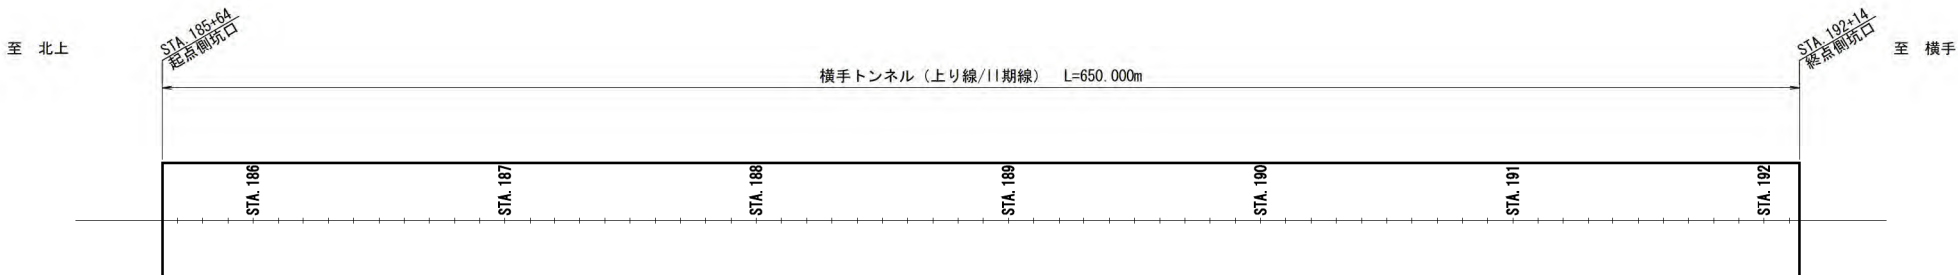 至 北上
STA.185+64
起点側坑口
横手トンネル（上り線/II期線） L=650.000m
STA.192+14
終点側坑口
至 横手
STA.186
STA.187
STA.188
STA.189
STA.190
STA.191
STA.192